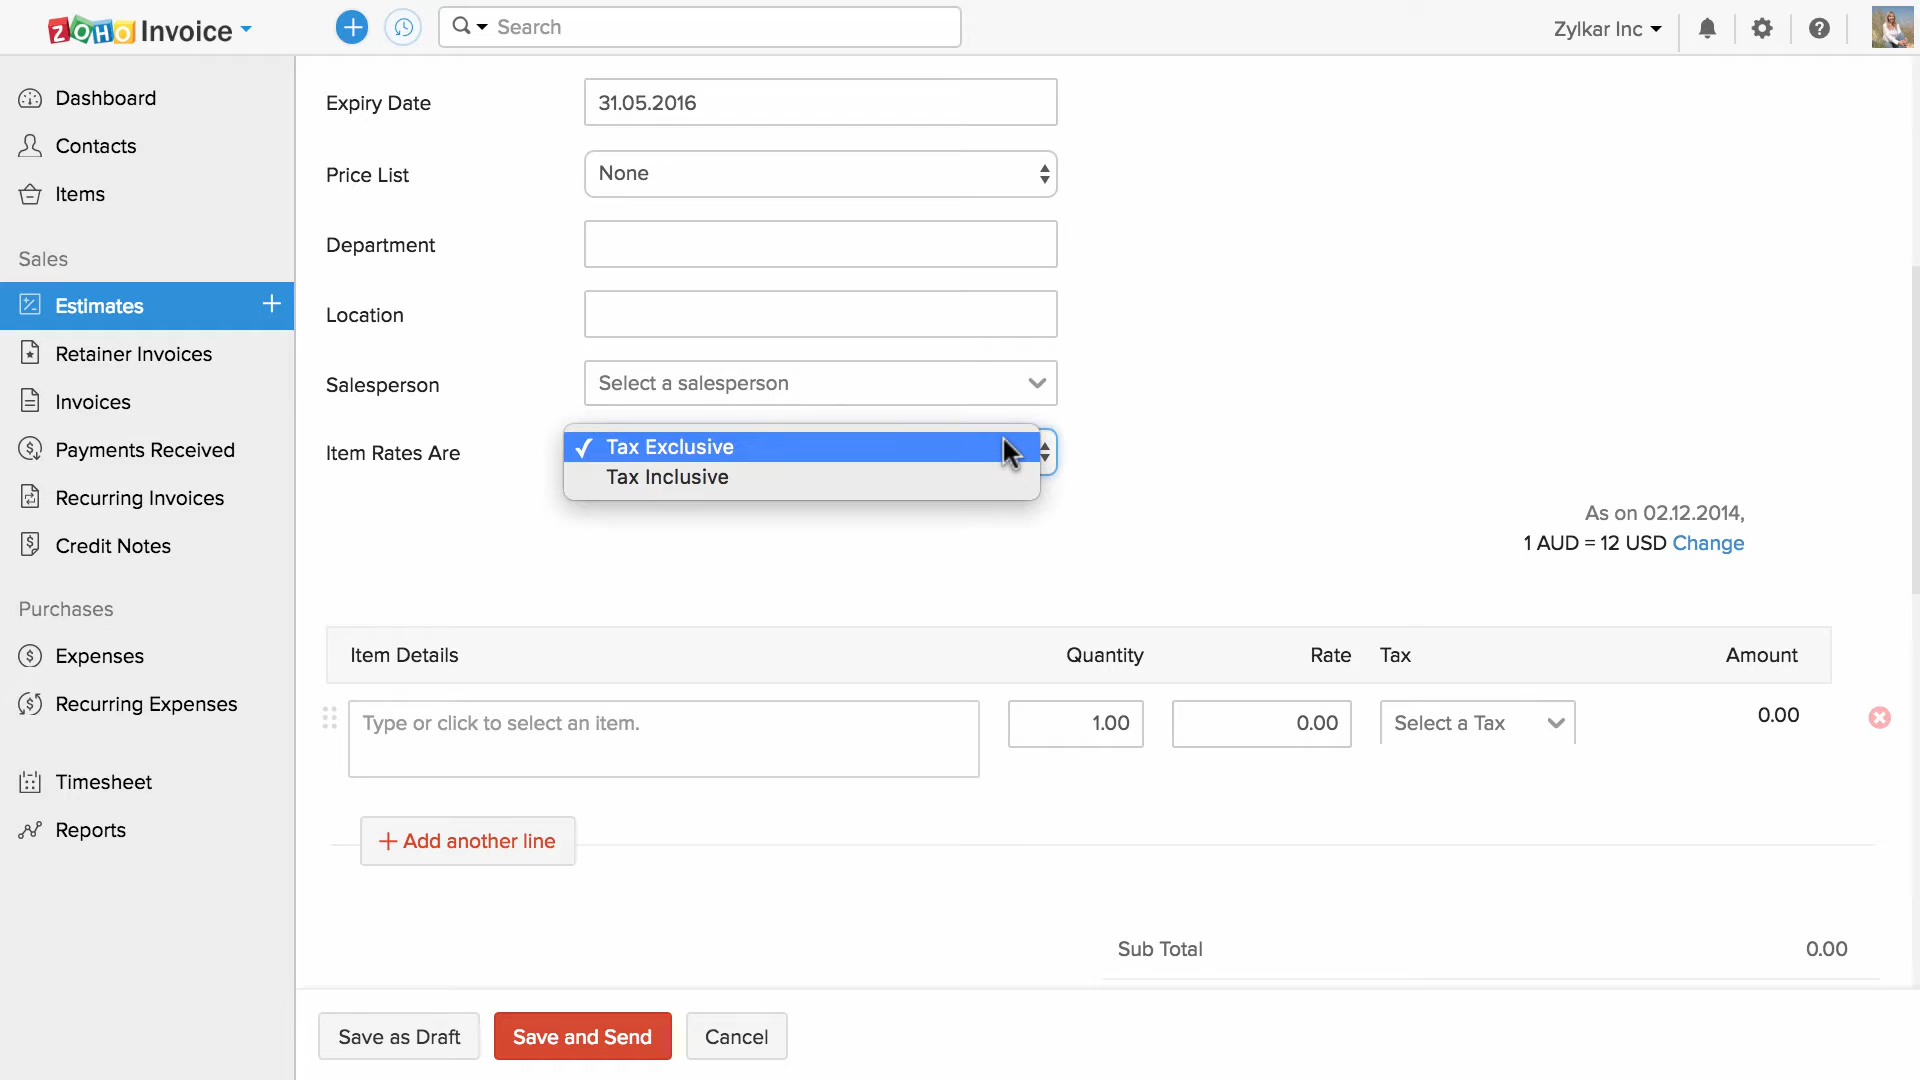 ZOHO Invoice
Search
Zylkar Inc
Dashboard
Contacts
Items
Sales
Estimates
Retainer Invoices
Invoices
Payments Received
Recurring Invoices
Credit Notes
Purchases
Expenses
Recurring Expenses
Timesheet
Reports
Expiry Date 31.05.2016
Price List None
Department
Location
Salesperson Select a salesperson
Item Rates Are ✓ Tax Exclusive
Tax Inclusive
As on 02.12.2014,
1 AUD = 12 USD Change
Item Details Quantity Rate Tax Amount
Type or click to select an item. 1.00 0.00 Select a Tax 0.00
+ Add another line
Sub Total 0.00
Save as Draft Save and Send Cancel